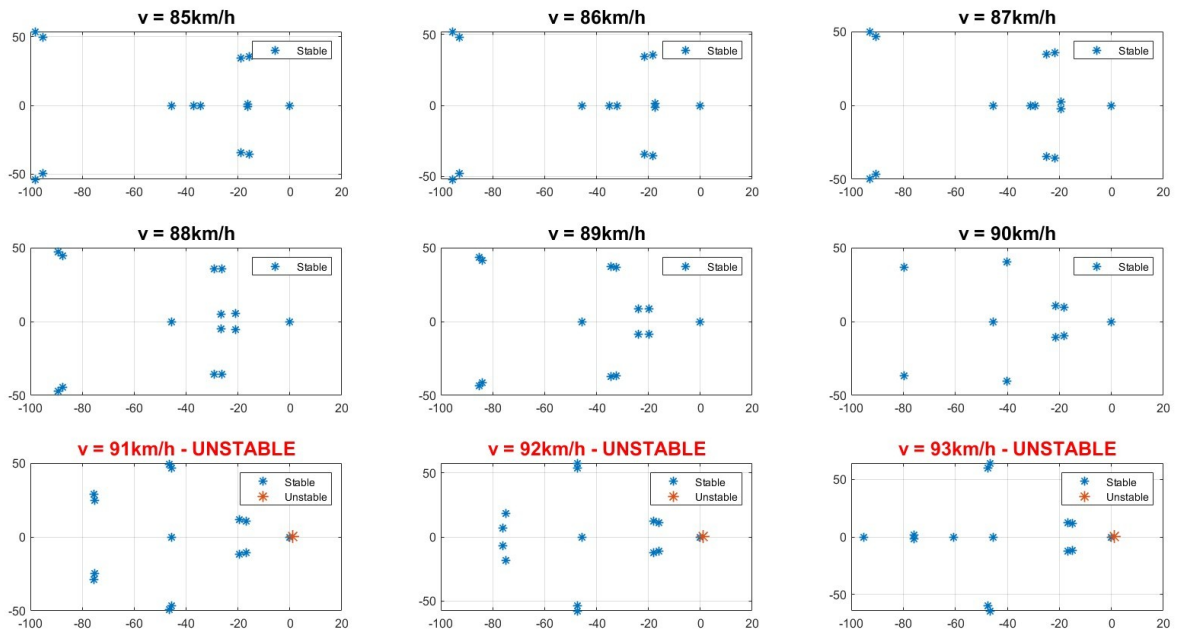 v = 85km/h
v = 86km/h
v = 87km/h
50
0
-50
Stable
50
0
-50
Stable
50
0
-50
Stable
-100 -80 -60 -40 -20 0 20
-100 -80 -60 -40 -20 0 20
-100 -80 -60 -40 -20 0 20
v = 88km/h
v = 89km/h
v = 90km/h
50
0
-50
Stable
50
0
-50
Stable
50
0
-50
Stable
-100 -80 -60 -40 -20 0 20
-100 -80 -60 -40 -20 0 20
-100 -80 -60 -40 -20 0 20
v = 91km/h - UNSTABLE
v = 92km/h - UNSTABLE
v = 93km/h - UNSTABLE
50
0
-50
Stable
Unstable
50
0
-50
Stable
Unstable
50
0
-50
Stable
Unstable
-100 -80 -60 -40 -20 0 20
-100 -80 -60 -40 -20 0 20
-100 -80 -60 -40 -20 0 20